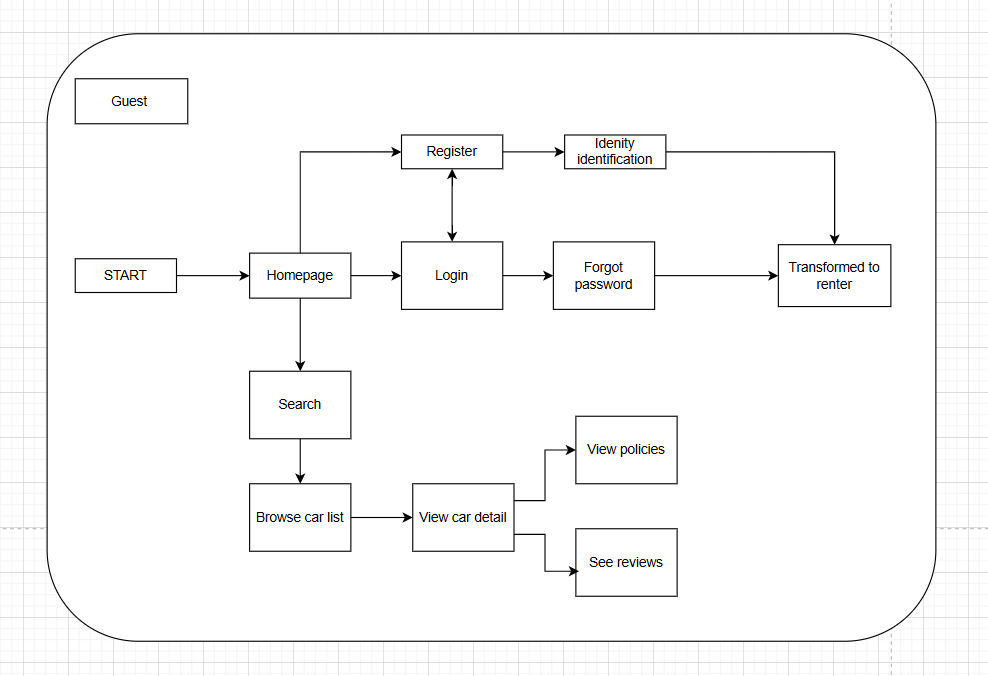 Guest
Register
Idenity
identification
START
Homepage
Login
Forgot
password
Transformed to
renter
Search
View policies
Browse car list
View car detail
See reviews